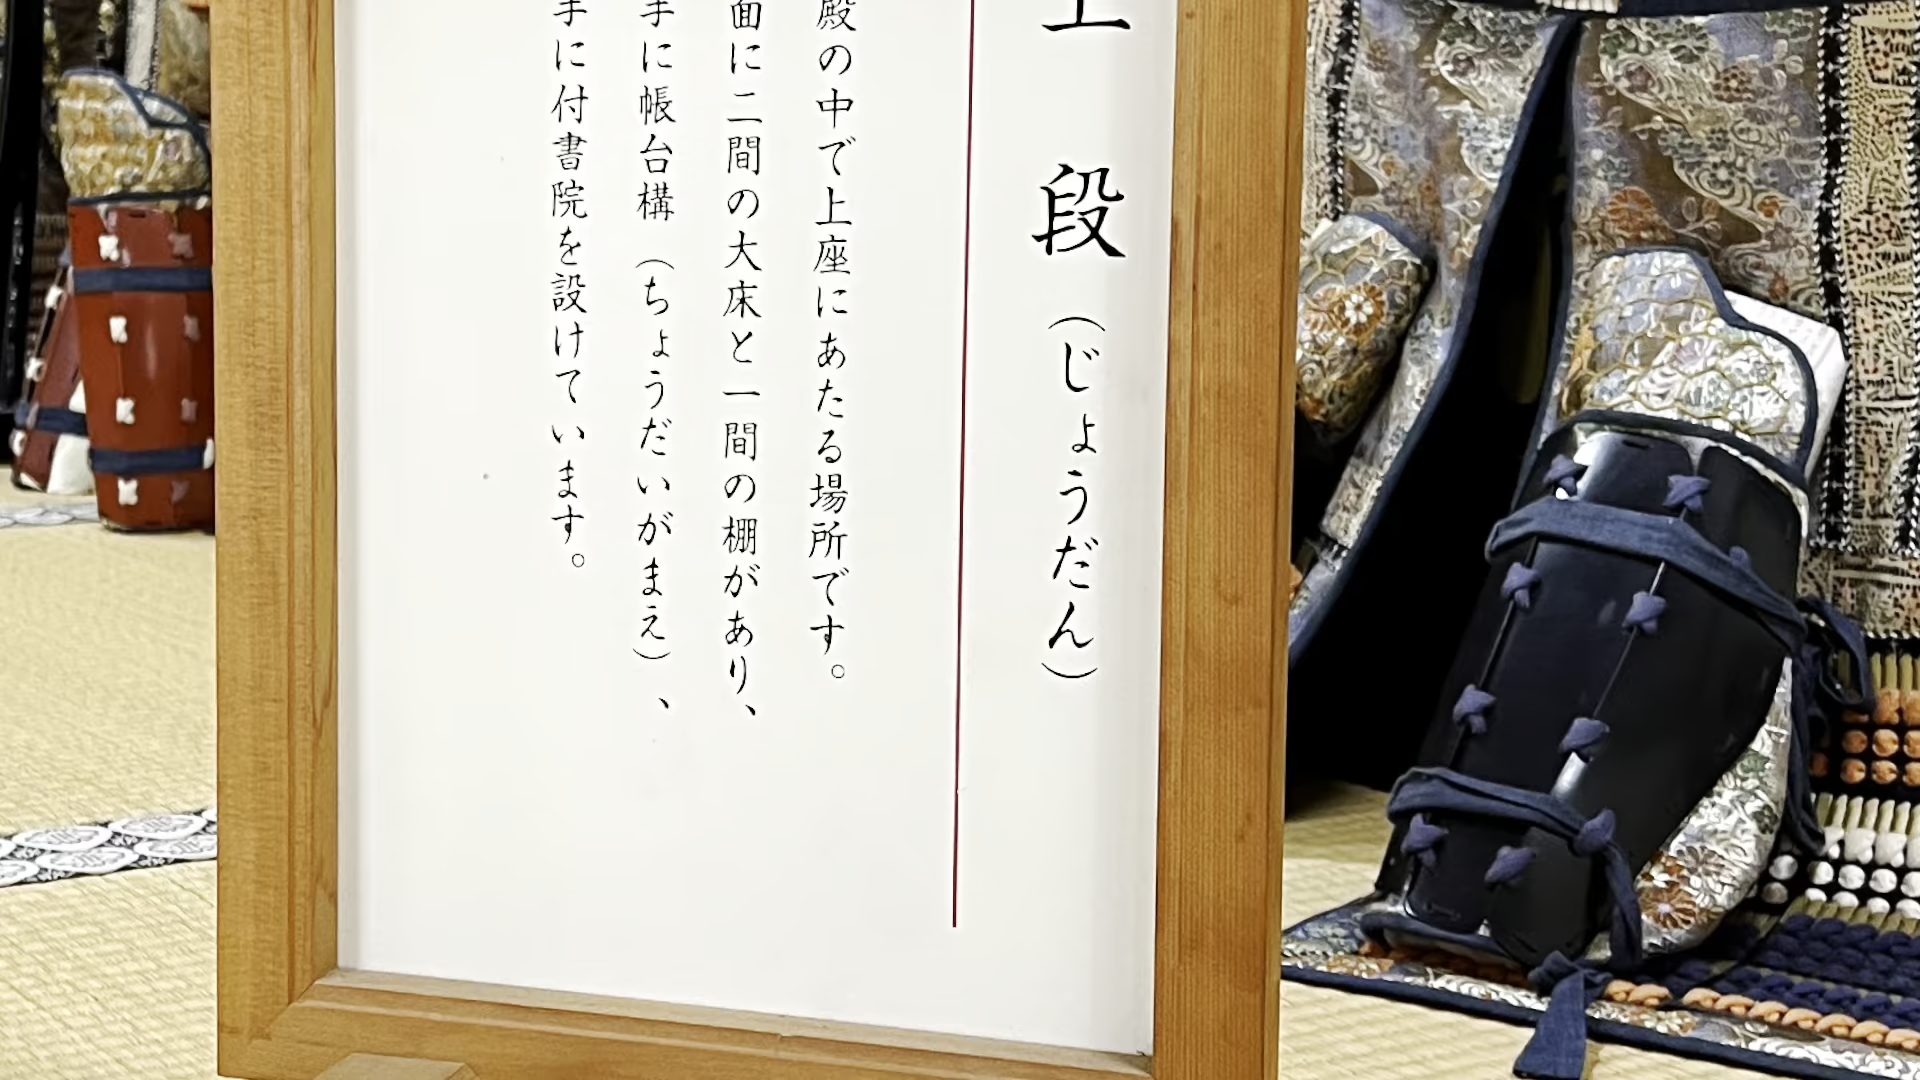 上段(じょうだん)
殿の中で上座にあたる場所です。
面に二間の大床と一間の棚があり、
手に帳台構(ちょうだいがまえ)、
手に付書院を設けています。